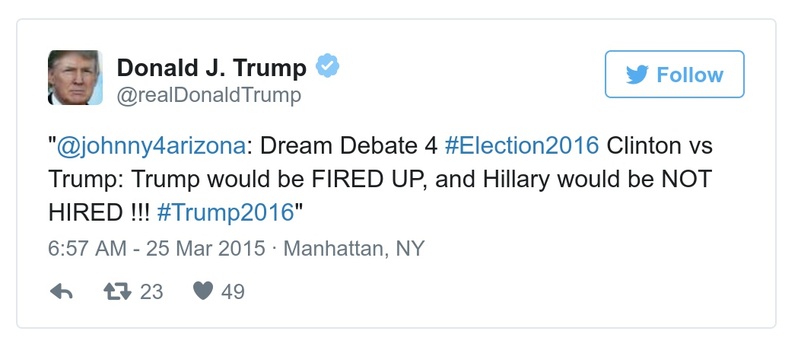 Donald J. Trump
@realDonaldTrump
Follow
"@johnny4arizona: Dream Debate 4 #Election2016 Clinton vs
Trump: Trump would be FIRED UP, and Hillary would be NOT
HIRED !!! #Trump2016"
6:57 AM - 25 Mar 2015 · Manhattan, NY
23 49